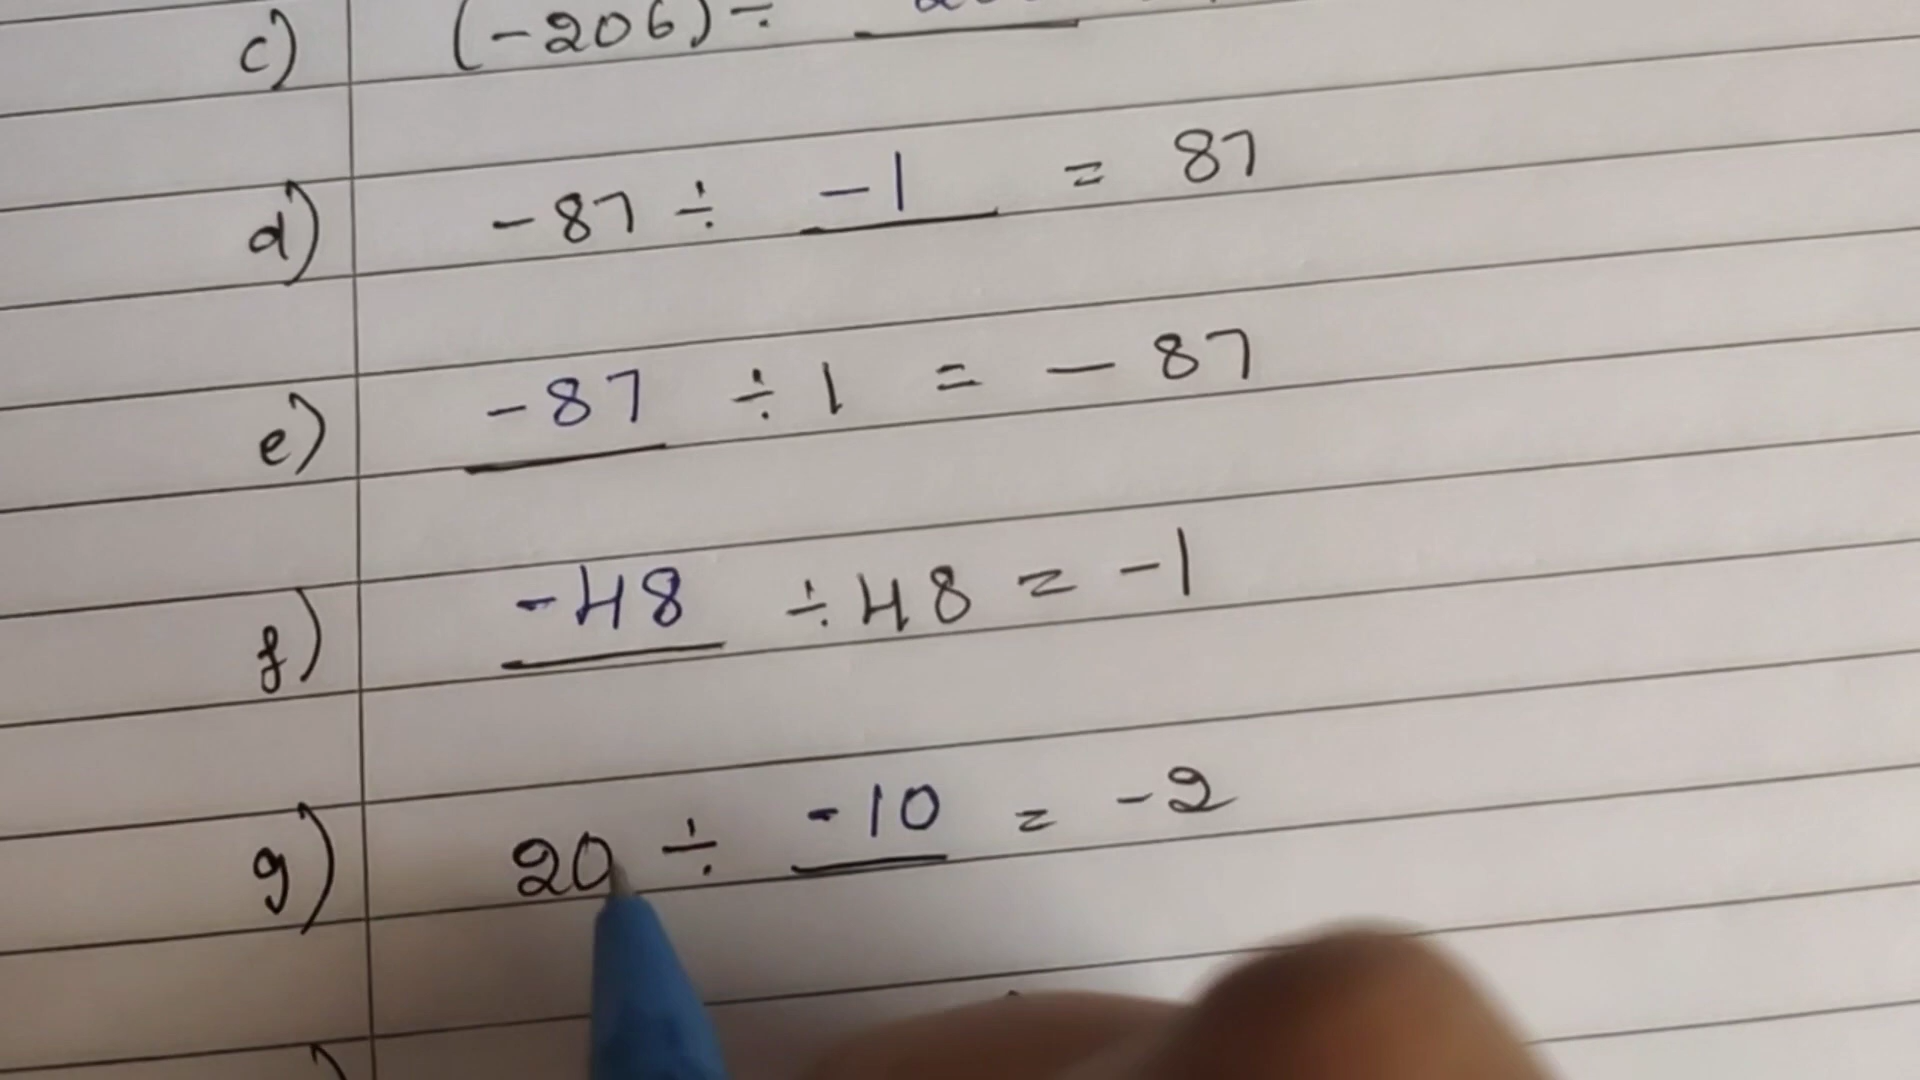 c) (-206) ÷
d) -87 ÷ -1 = 87
e) -87 ÷ 1 = -87
f) -48 ÷ 48 = -1
g) 20 ÷ -10 = -2